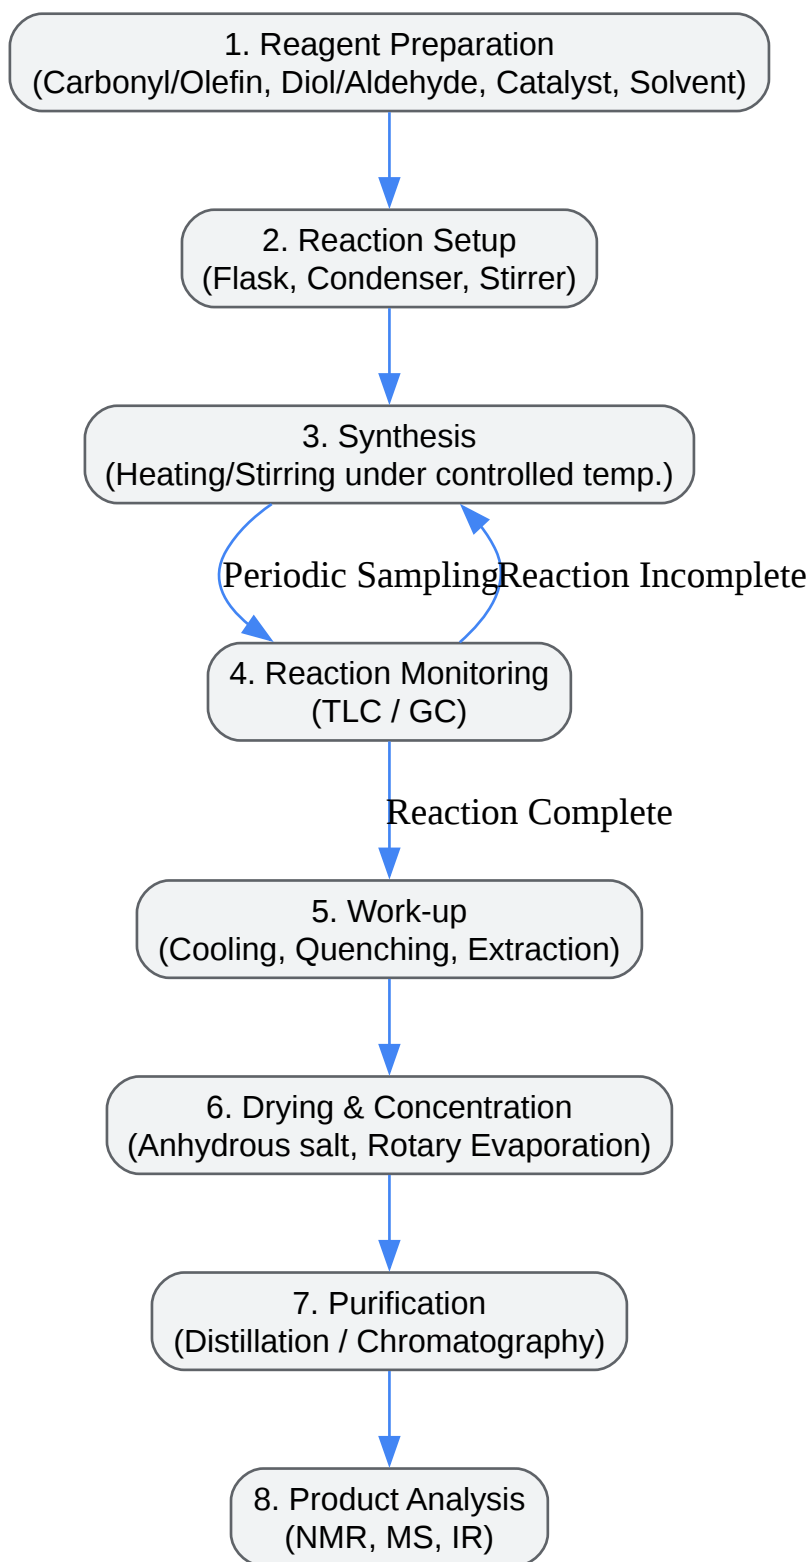 1. Reagent Preparation
(Carbonyl/Olefin, Diol/Aldehyde, Catalyst, Solvent)
2. Reaction Setup
(Flask, Condenser, Stirrer)
3. Synthesis
(Heating/Stirring under controlled temp.)
Periodic Sampling
Reaction Incomplete
4. Reaction Monitoring
(TLC / GC)
Reaction Complete
5. Work-up
(Cooling, Quenching, Extraction)
6. Drying & Concentration
(Anhydrous salt, Rotary Evaporation)
7. Purification
(Distillation / Chromatography)
8. Product Analysis
(NMR, MS, IR)